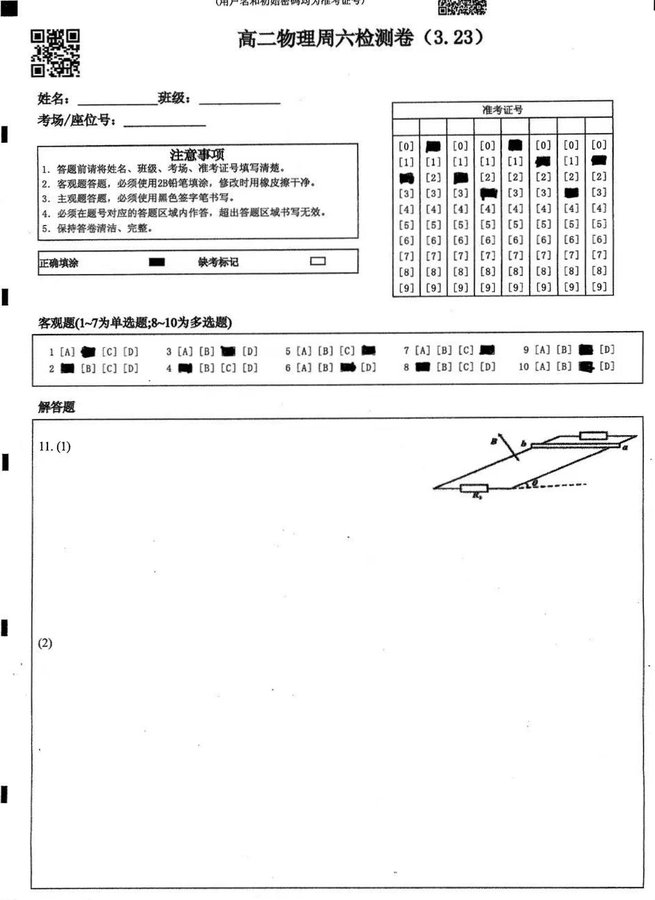 (用户名和初始密码均为准考证号)
高二物理周六检测卷（3.23）
姓名：____________班级：____________
考场/座位号：____________
准考证号
[0] [0] [0] [0] [0] [0]
[1] [1] [1] [1] [1] [1]
[2] [2] [2] [2] [2] [2]
[3] [3] [3] [3] [3] [3]
[4] [4] [4] [4] [4] [4] [4] [4]
[5] [5] [5] [5] [5] [5] [5] [5]
[6] [6] [6] [6] [6] [6] [6] [6]
[7] [7] [7] [7] [7] [7] [7] [7]
[8] [8] [8] [8] [8] [8] [8] [8]
[9] [9] [9] [9] [9] [9] [9] [9]
注意事项
1. 答题前请将姓名、班级、考场、准考证号填写清楚。
2. 客观题答题，必须使用2B铅笔填涂，修改时用橡皮擦干净。
3. 主观题答题，必须使用黑色签字笔书写。
4. 必须在题号对应的答题区域内作答，超出答题区域书写无效。
5. 保持答卷清洁、完整。
正确填涂 缺考标记
客观题(1~7为单选题;8~10为多选题)
1 [A] [C] [D] 3 [A] [B] [D] 5 [A] [B] [C] 7 [A] [B] [C] 9 [A] [B] [D]
2 [B] [C] [D] 4 [B] [C] [D] 6 [A] [B] [D] 8 [B] [C] [D] 10 [A] [B] [D]
解答题
11. (1)
B b a
θ
(2)